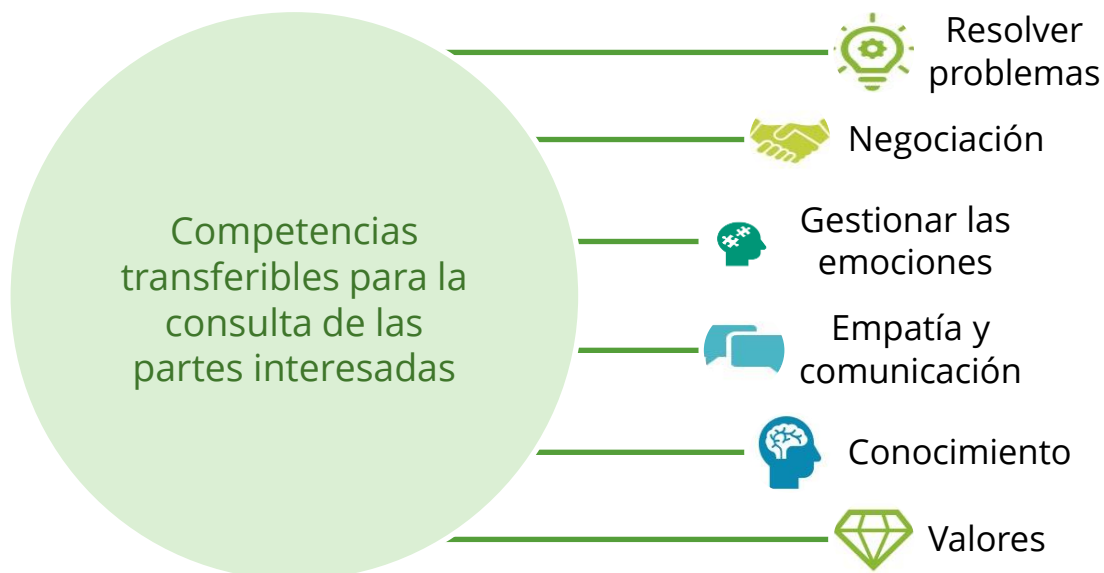 Competencias
transferibles para la
consulta de las
partes interesadas
Resolver
problemas
Negociación
Gestionar las
emociones
Empatía y
comunicación
Conocimiento
Valores